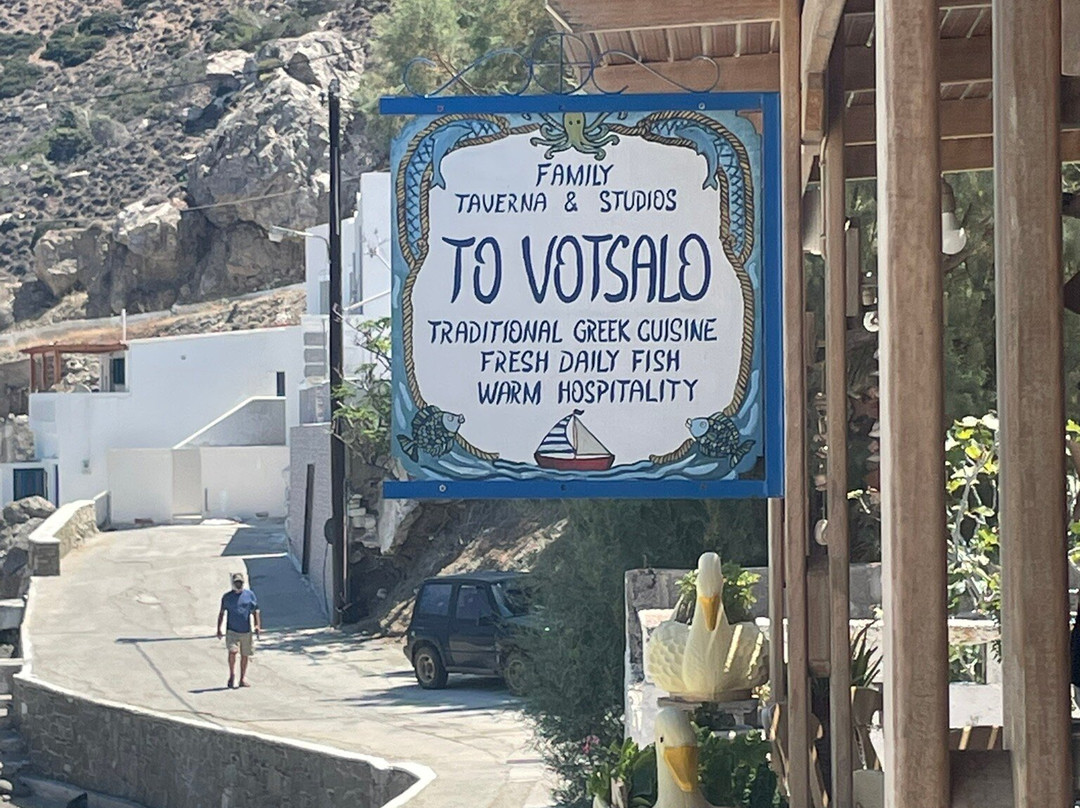 FAMILY
TAVERNA & STUDIOS
TO VOTSALO
TRADITIONAL GREEK CUISINE
FRESH DAILY FISH
WARM HOSPITALITY